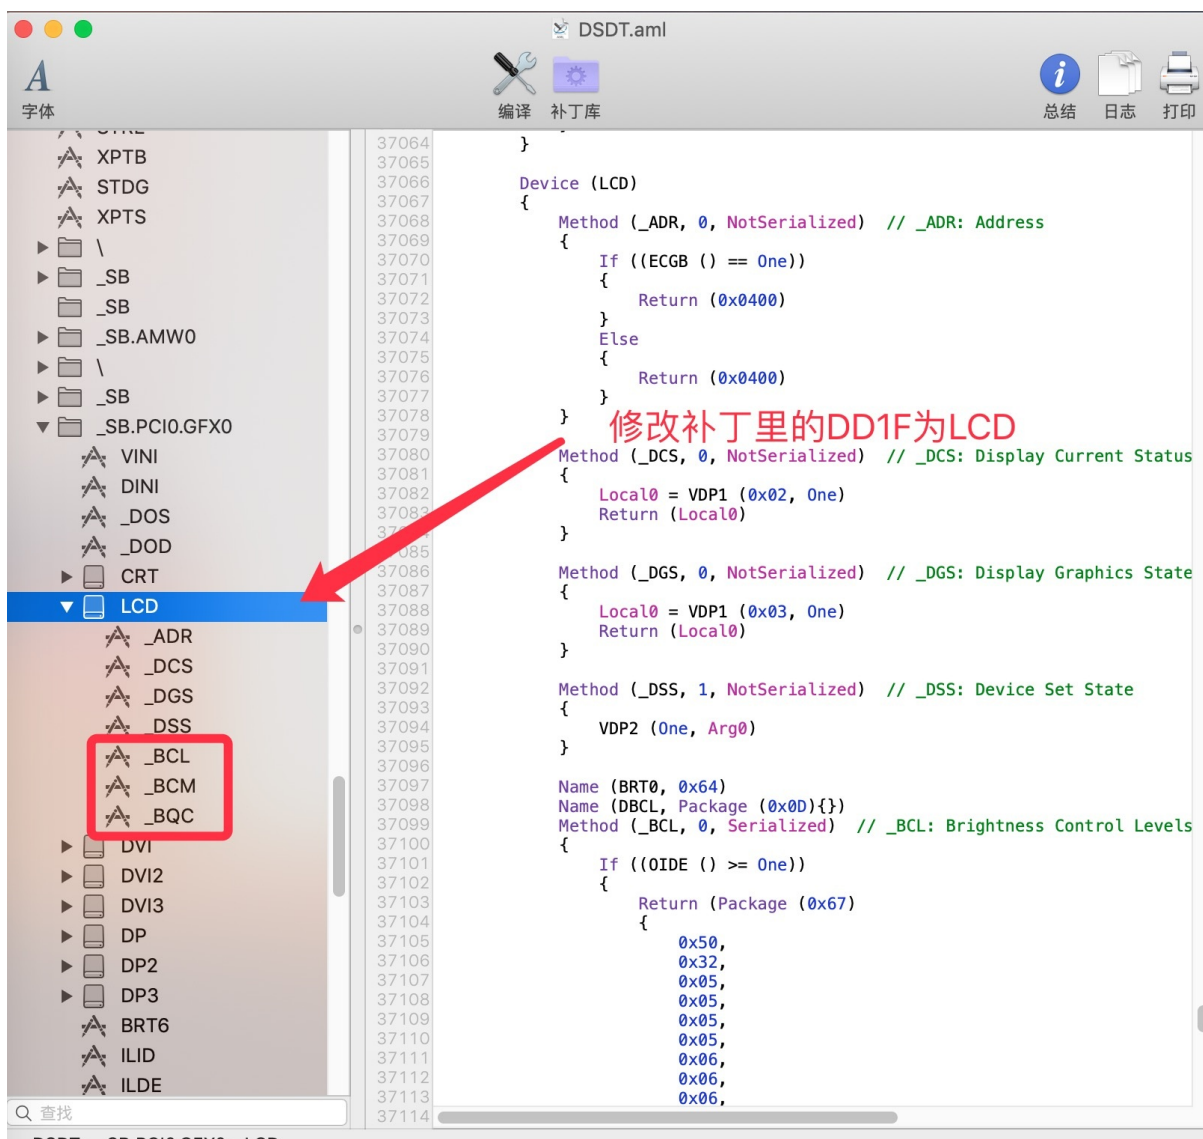 DSDT.aml
字体
编译
补丁库
总结
日志
打印
XPTB
STDG
XPTS
\
_SB
_SB
_SB.AMW0
\
_SB
_SB.PCI0.GFX0
VINI
DINI
_DOS
_DOD
CRT
LCD
_ADR
_DCS
_DGS
_DSS
_BCL
_BCM
_BQC
DVI
DVI2
DVI3
DP
DP2
DP3
BRT6
ILID
ILDE
查找
37064 }
37065
37066 Device (LCD)
37067 {
37068 Method (_ADR, 0, NotSerialized) // _ADR: Address
37069 {
37070 If ((ECGB () == One))
37071 {
37072 Return (0x0400)
37073 }
37074 Else
37075 {
37076 Return (0x0400)
37077 }
37078 }
修改补丁里的DD1F为LCD
37079
37080 Method (_DCS, 0, NotSerialized) // _DCS: Display Current Status
37081 {
37082 Local0 = VDP1 (0x02, One)
37083 Return (Local0)
}
37086 Method (_DGS, 0, NotSerialized) // _DGS: Display Graphics State
37087 {
37088 Local0 = VDP1 (0x03, One)
37089 Return (Local0)
37090 }
37091
37092 Method (_DSS, 1, NotSerialized) // _DSS: Device Set State
37093 {
37094 VDP2 (One, Arg0)
37095 }
37096
37097 Name (BRT0, 0x64)
37098 Name (DBCL, Package (0x0D){})
37099 Method (_BCL, 0, Serialized) // _BCL: Brightness Control Levels
37100 {
37101 If ((OIDE () >= One))
37102 {
37103 Return (Package (0x67)
37104 {
37105 0x50,
37106 0x32,
37107 0x05,
37108 0x05,
37109 0x05,
37110 0x05,
37111 0x06,
37112 0x06,
37113 0x06,
37114